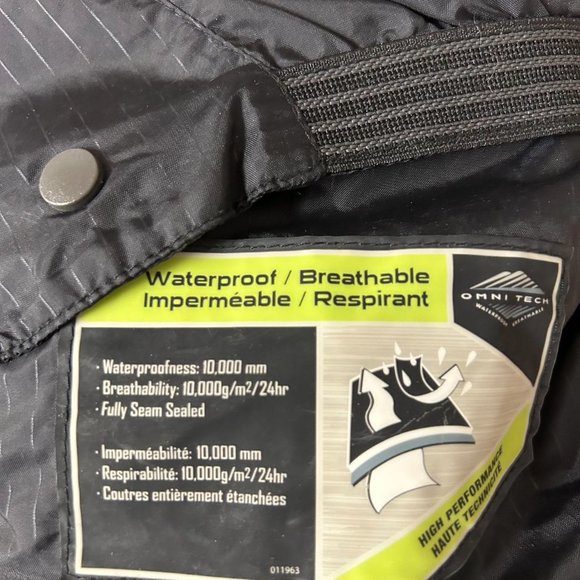 Waterproof / Breathable
Imperméable / Respirant
OMNI TECH
WATERPROOF BREATHABLE
• Waterproofness: 10,000 mm
• Breathability: 10,000g/m²/24hr
• Fully Seam Sealed
• Imperméabilité: 10,000 mm
• Respirabilité: 10,000g/m²/24hr
• Coutres entièrement étanchées
HIGH PERFORMANCE
HAUTE TECHNICITÉ
011963